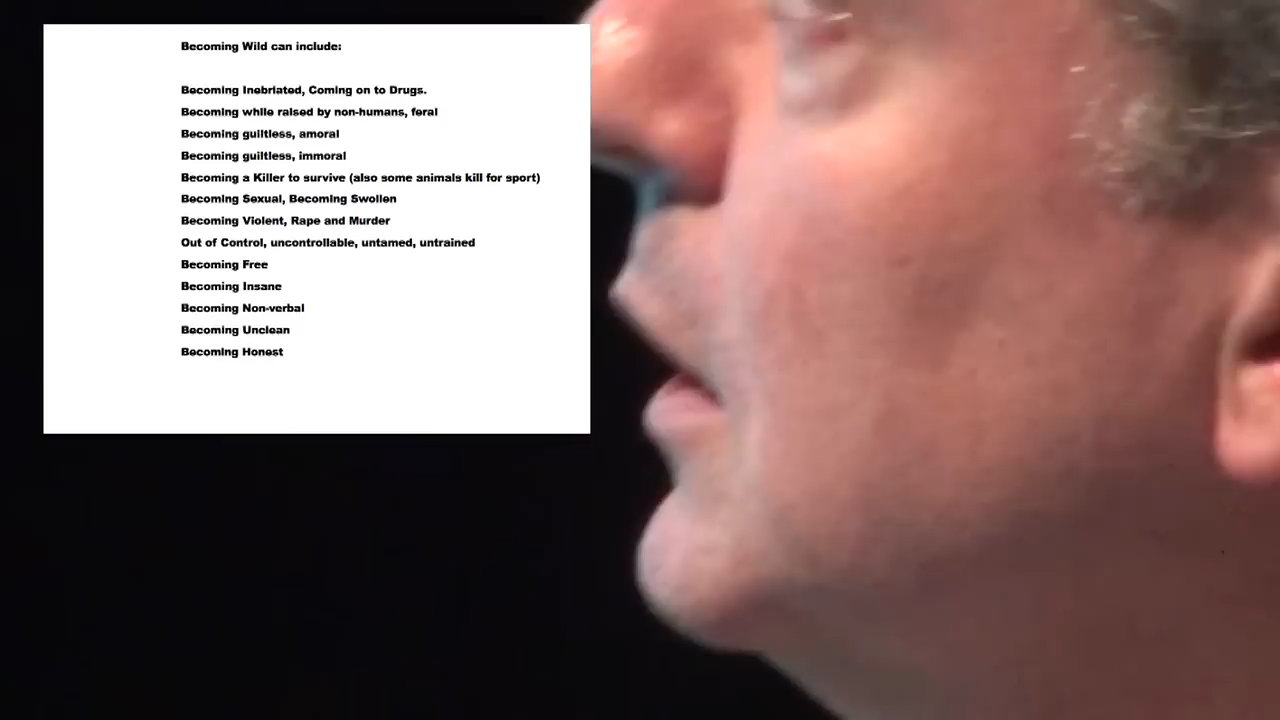 Becoming Wild can include:
Becoming Inebriated, Coming on to Drugs.
Becoming while raised by non-humans, feral
Becoming guiltless, amoral
Becoming guiltless, immoral
Becoming a Killer to survive (also some animals kill for sport)
Becoming Sexual, Becoming Swollen
Becoming Violent, Rape and Murder
Out of Control, uncontrollable, untamed, untrained
Becoming Free
Becoming Insane
Becoming Non-verbal
Becoming Unclean
Becoming Honest